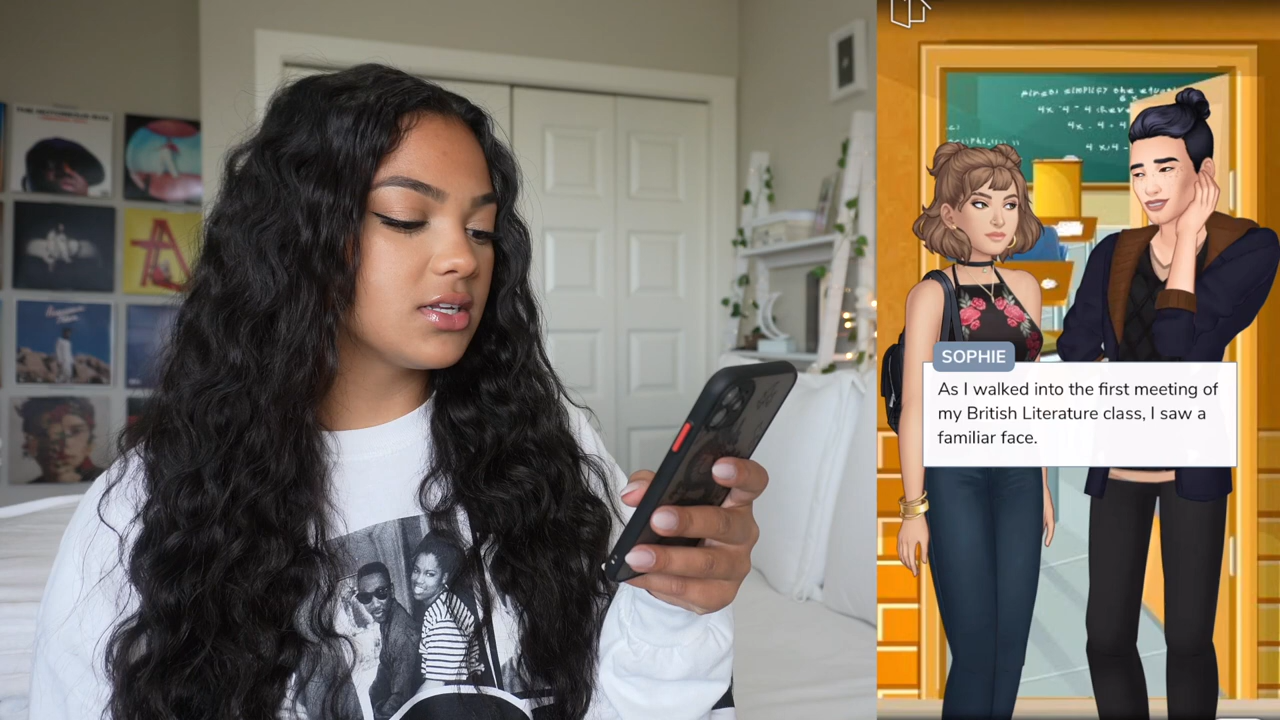 SOPHIE
As I walked into the first meeting of
my British Literature class, I saw a
familiar face.